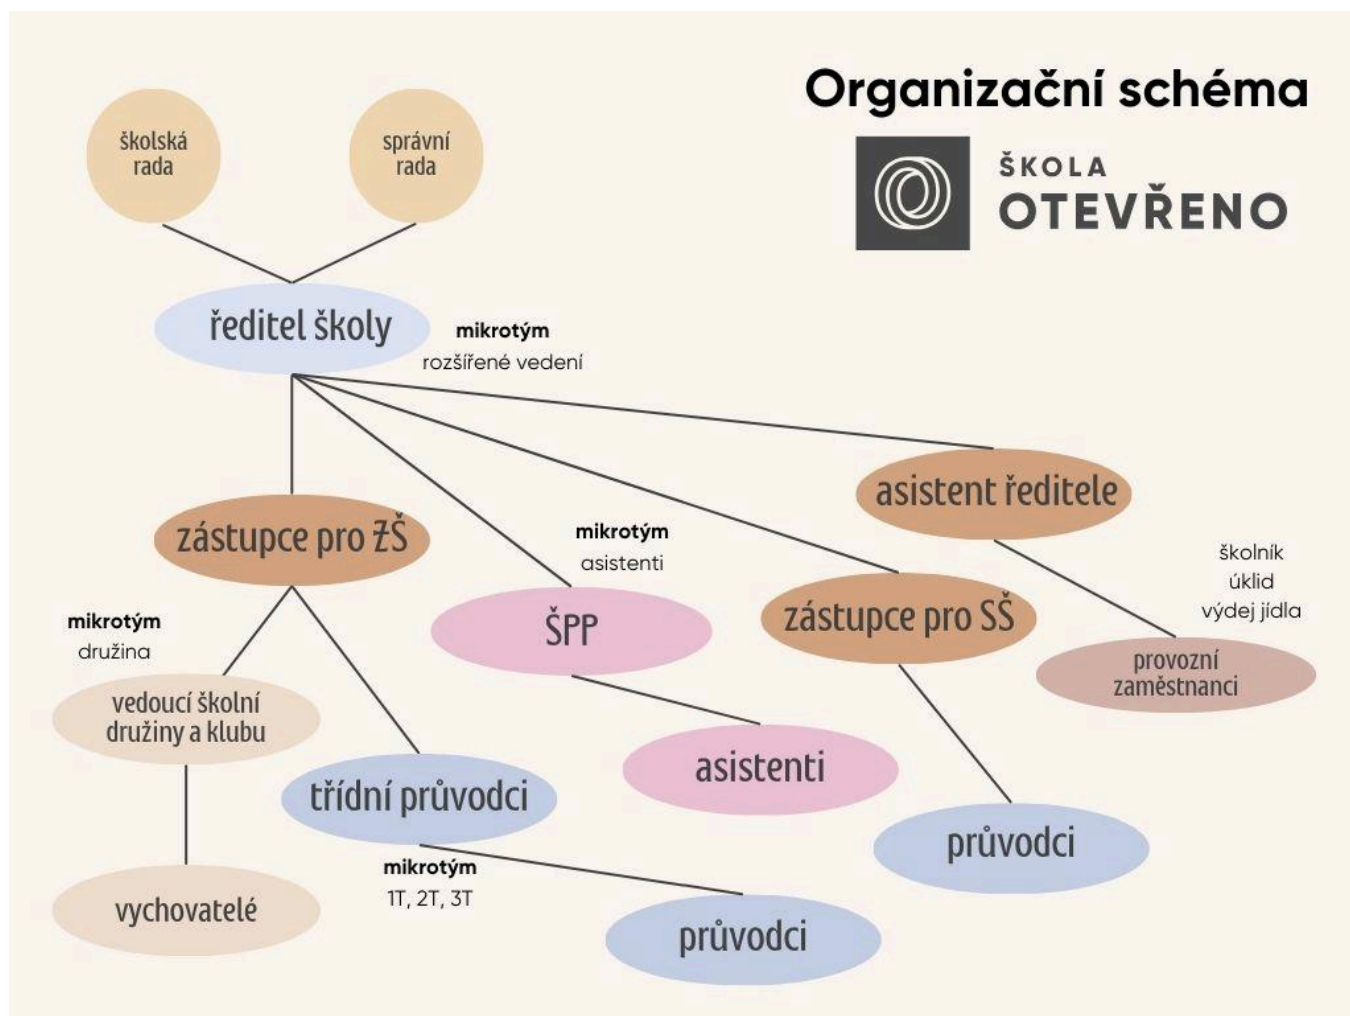 Organizační schéma
ŠKOLA
OTEVŘENO
školská
rada
správní
rada
ředitel školy
mikrotým
rozšířené vedení
asistent ředitele
zástupce pro ZŠ
mikrotým
asistenti
školník
úklid
výdej jídla
ŠPP
zástupce pro SŠ
mikrotým
družina
provozní
zaměstnanci
vedoucí školní
družiny a klubu
třídní průvodci
asistenti
průvodci
mikrotým
1T, 2T, 3T
vychovatelé
průvodci